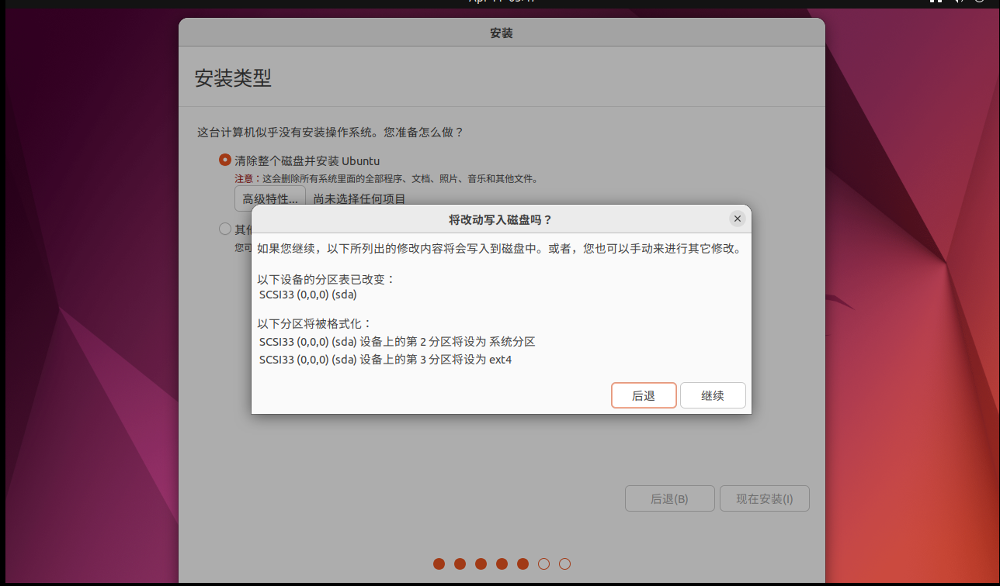 安装
安装类型
这台计算机似乎没有安装操作系统。您准备怎么做？
清除整个磁盘并安装 Ubuntu
注意：这会删除所有系统里面的全部程序、文档、照片、音乐和其他文件。
高级特性... 尚未选择任何项目
其他
您可
将改动写入磁盘吗？
如果您继续，以下所列出的修改内容将会写入到磁盘中。或者，您也可以手动来进行其它修改。
以下设备的分区表已改变：
SCSI33 (0,0,0) (sda)
以下分区将被格式化：
SCSI33 (0,0,0) (sda) 设备上的第 2 分区将设为 系统分区
SCSI33 (0,0,0) (sda) 设备上的第 3 分区将设为 ext4
后退 继续
后退(B) 现在安装(I)